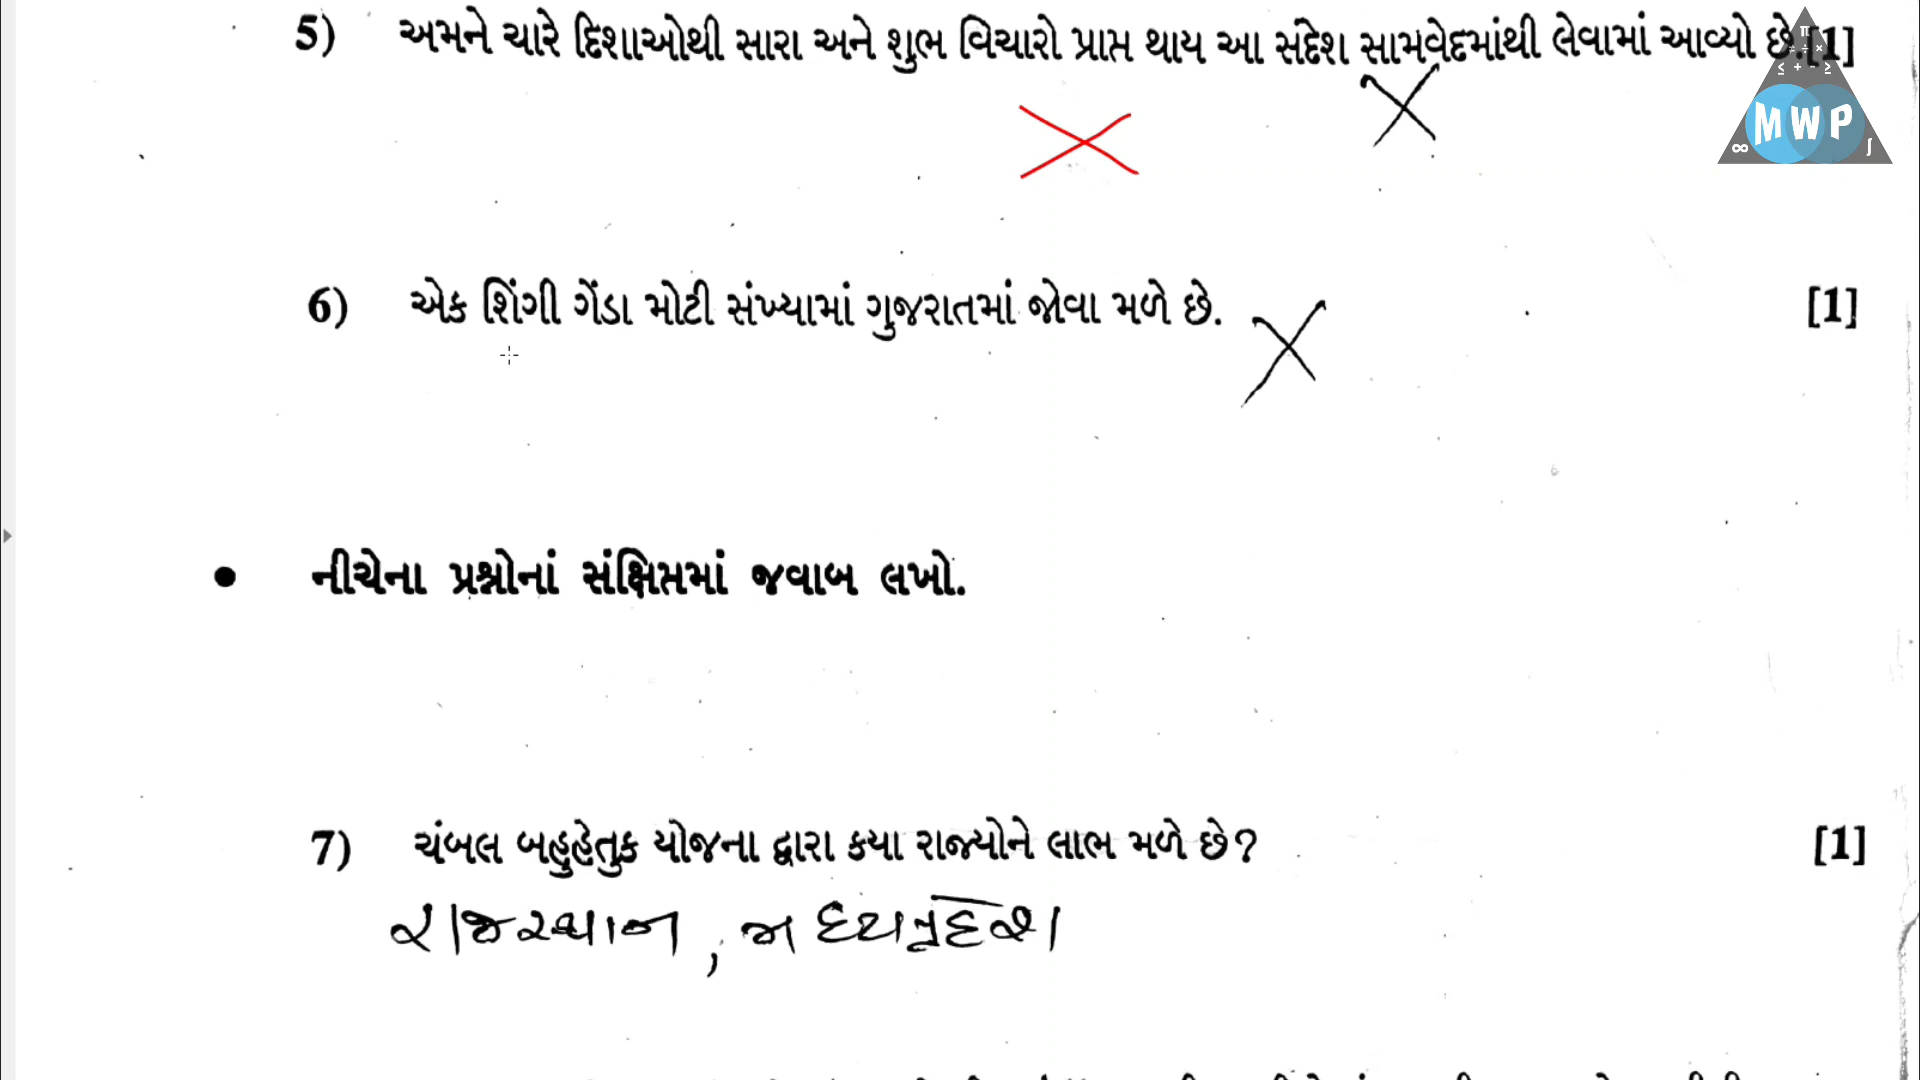 5) અમને ચારે દિશાઓથી સારા અને શુભ વિચારો પ્રાપ્ત થાય આ સંદેશ સામવેદમાંથી લેવામાં આવ્યો છે. [1]
MWP
6) એક શિંગી ગેંડા મોટી સંખ્યામાં ગુજરાતમાં જોવા મળે છે. [1]
• નીચેના પ્રશ્નોનાં સંક્ષિપ્તમાં જવાબ લખો.
7) ચંબલ બહુહેતુક યોજના દ્વારા કયા રાજ્યોને લાભ મળે છે? [1]
રાજસ્થાન, મધ્યપ્રદેશ